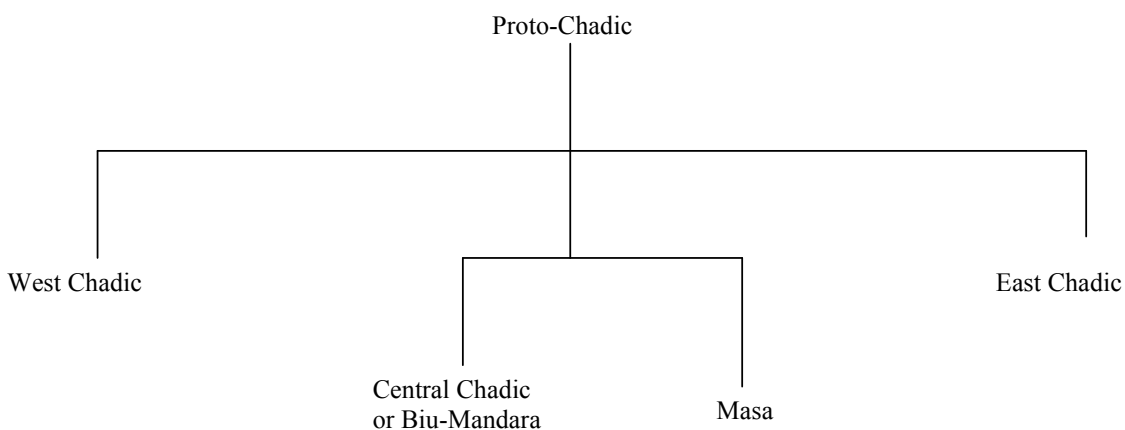 Proto-Chadic
West Chadic
East Chadic
Central Chadic
or Biu-Mandara
Masa